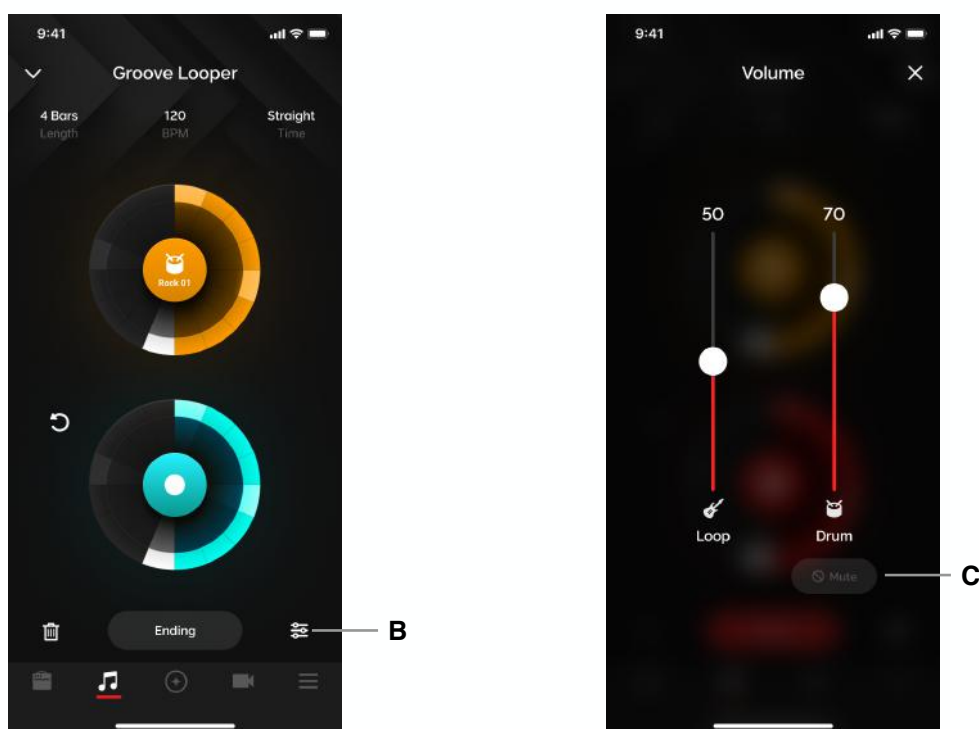 9:41
Groove Looper
4 Bars 120 Straight
Length BPM Time
Rock 01
Ending
B
9:41
Volume
50 70
Loop Drum
Mute
C